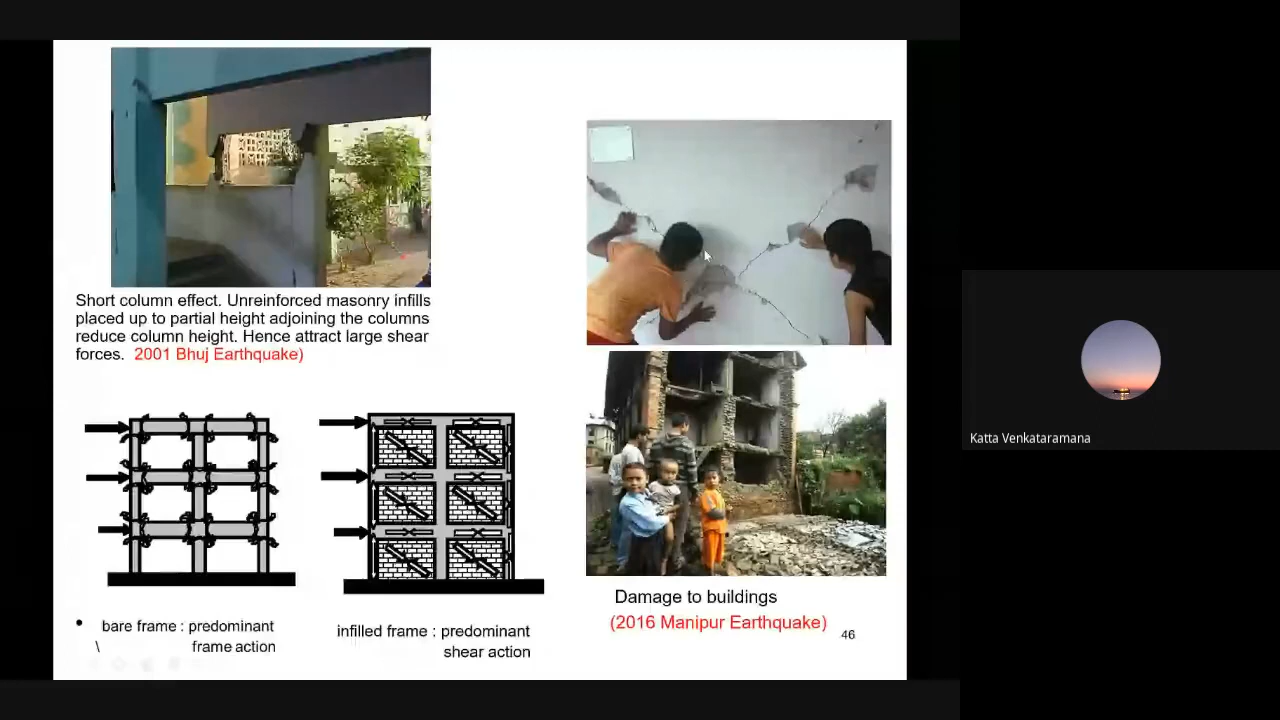 Short column effect. Unreinforced masonry infills
placed up to partial height adjoining the columns
reduce column height. Hence attract large shear
forces. 2001 Bhuj Earthquake)
• bare frame : predominant
\ frame action
infilled frame : predominant
shear action
Damage to buildings
(2016 Manipur Earthquake)
46
Katta Venkataramana